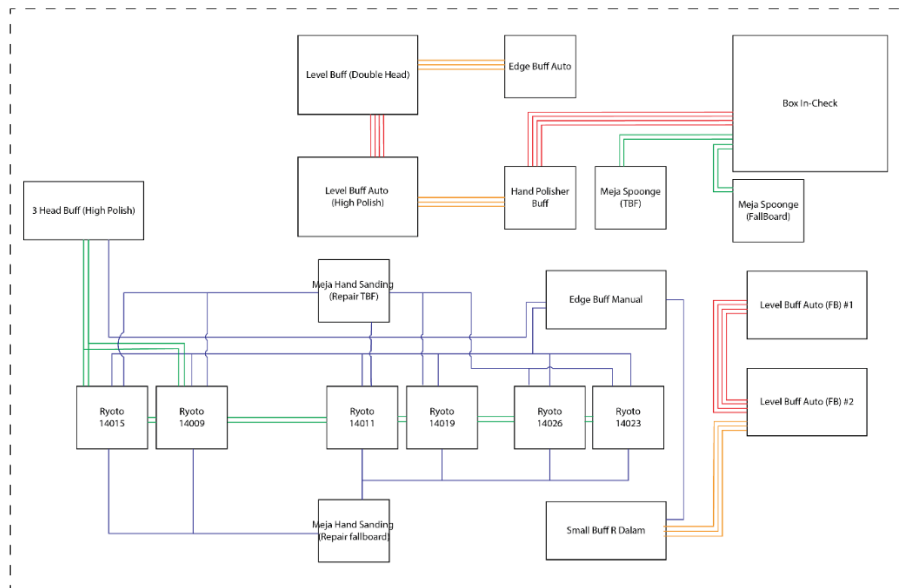 Level Buff (Double Head)
Edge Buff Auto
Box In-Check
Level Buff Auto
(High Polish)
Hand Polisher
Buff
Meja Spoonge
(TBF)
Meja Spoonge
(FallBoard)
3 Head Buff (High Polish)
Meja Hand Sanding
(Repair TBF)
Edge Buff Manual
Level Buff Auto (FB) #1
Level Buff Auto (FB) #2
Ryoto
14015
Ryoto
14009
Ryoto
14011
Ryoto
14019
Ryoto
14026
Ryoto
14023
Meja Hand Sanding
(Repair fallboard)
Small Buff R Dalam